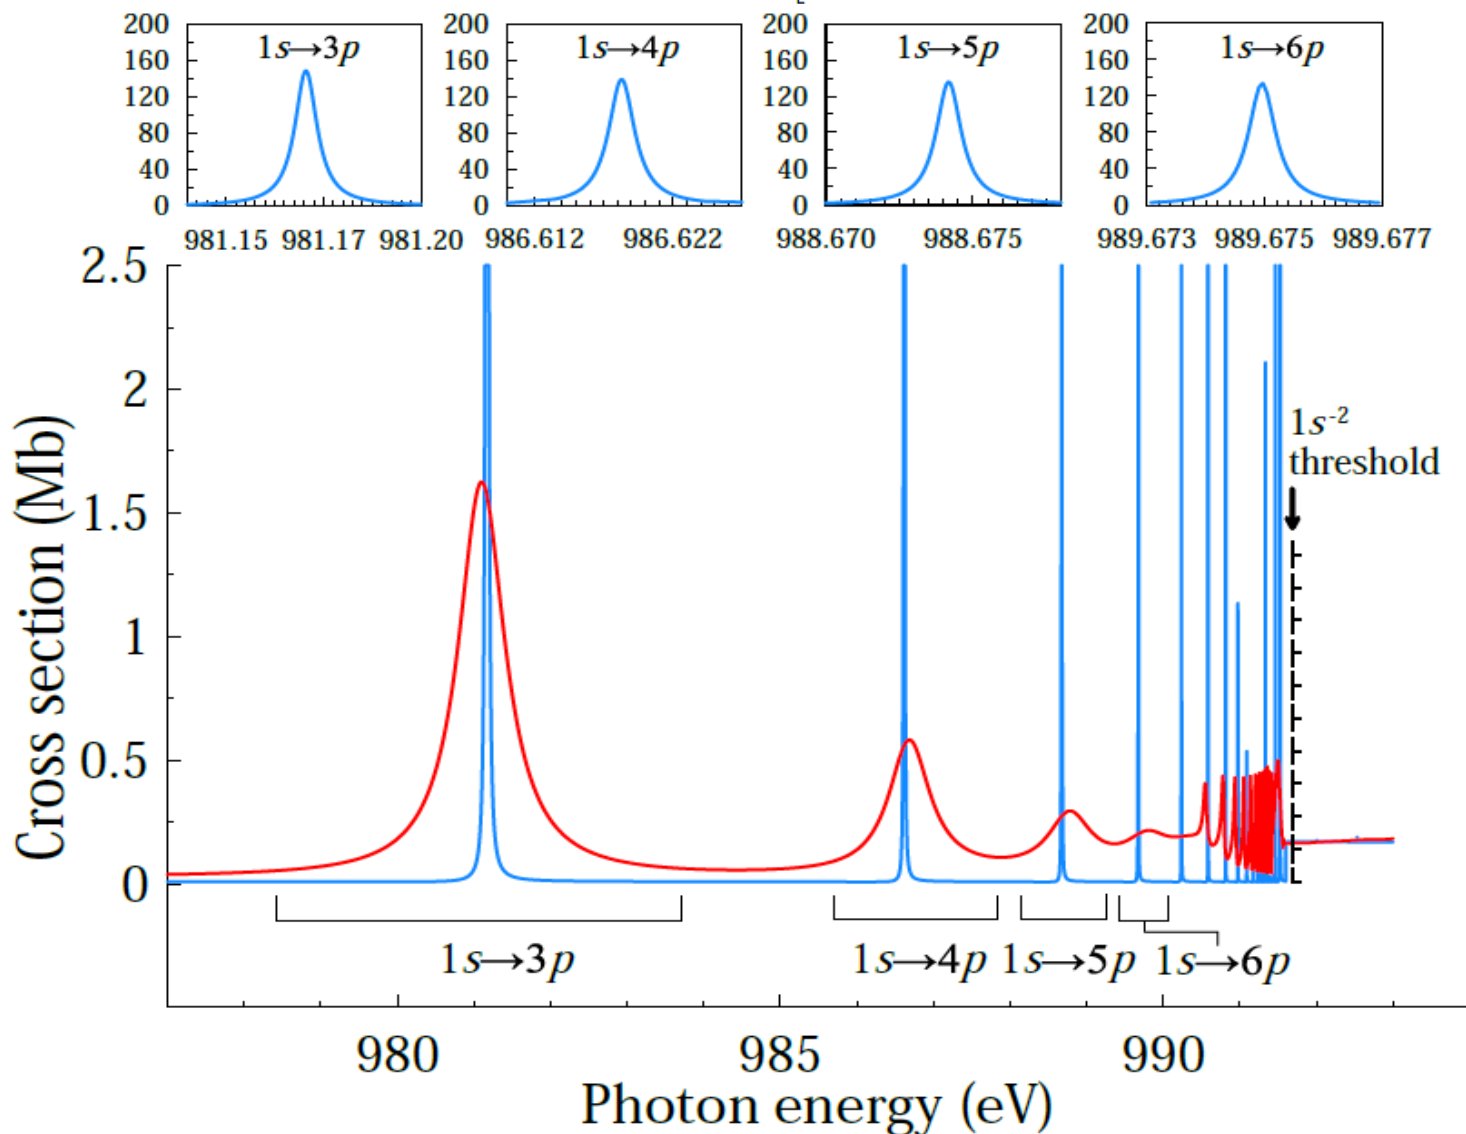 200 160 120 80 40 0
1s→3p
981.15 981.17 981.20
200 160 120 80 40 0
1s→4p
986.612 986.622
200 160 120 80 40 0
1s→5p
988.670 988.675
200 160 120 80 40 0
1s→6p
989.673 989.675 989.677
Cross section (Mb)
2.5
2
1.5
1
0.5
0
1s⁻²
threshold
1s→3p 1s→4p 1s→5p 1s→6p
980 985 990
Photon energy (eV)